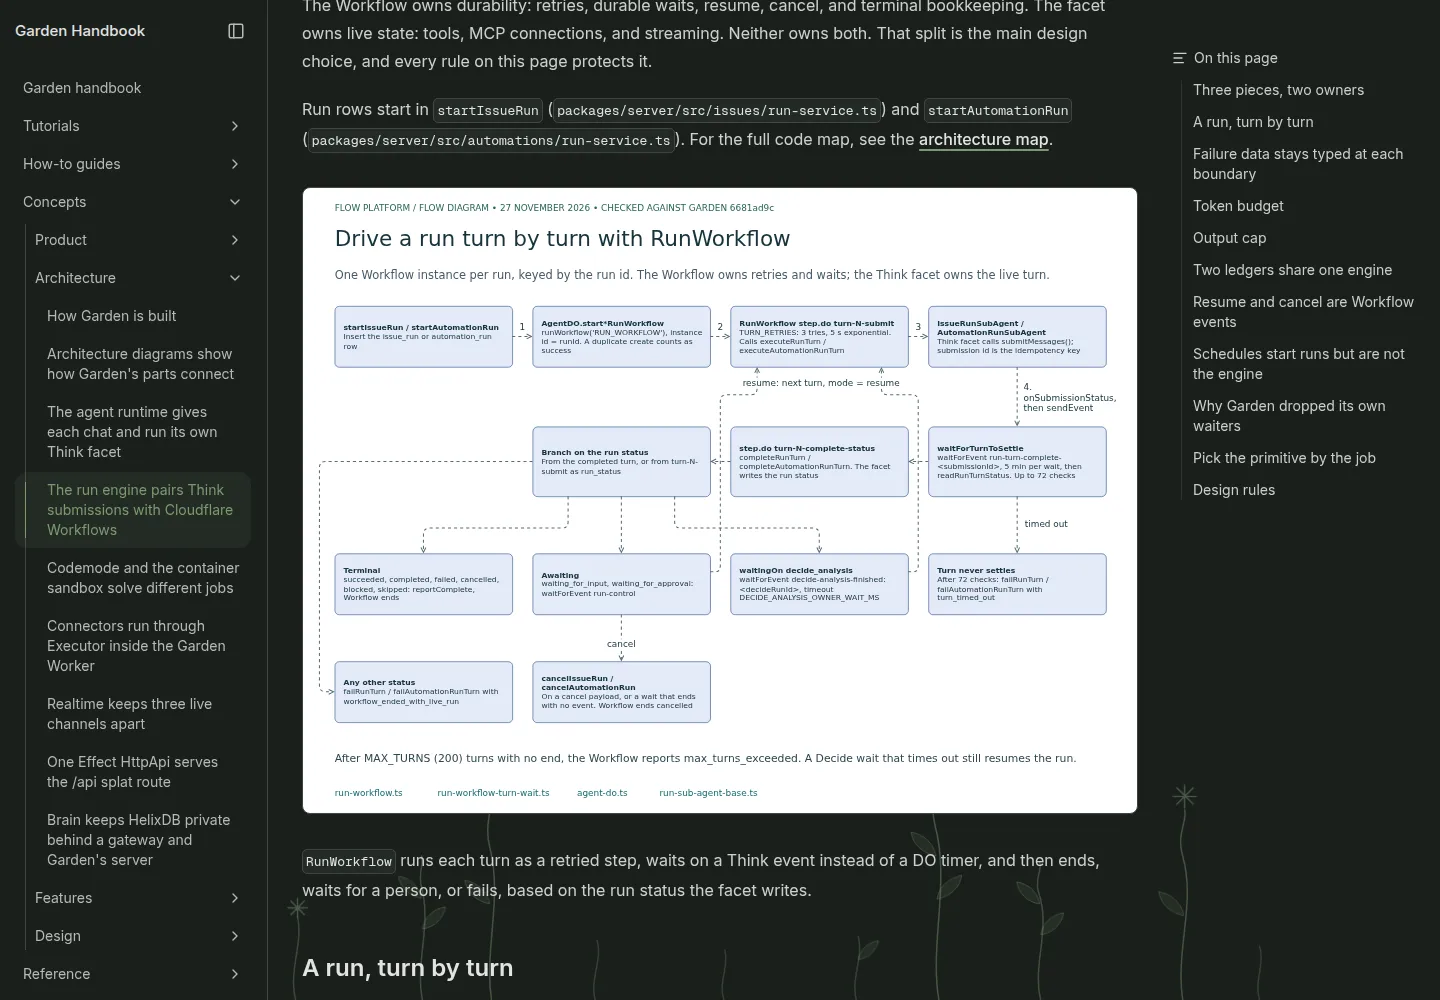 Garden Handbook
Garden handbook
Tutorials
How-to guides
Concepts
Product
Architecture
How Garden is built
Architecture diagrams show
how Garden's parts connect
The agent runtime gives
each chat and run its own
Think facet
The run engine pairs Think
submissions with Cloudflare
Workflows
Codemode and the container
sandbox solve different jobs
Connectors run through
Executor inside the Garden
Worker
Realtime keeps three live
channels apart
One Effect HttpApi serves
the /api splat route
Brain keeps HelixDB private
behind a gateway and
Garden's server
Features
Design
Reference
The Workflow owns durability: retries, durable waits, resume, cancel, and terminal bookkeeping. The facet
owns live state: tools, MCP connections, and streaming. Neither owns both. That split is the main design
choice, and every rule on this page protects it.
Run rows start in startIssueRun (packages/server/src/issues/run-service.ts) and startAutomationRun
(packages/server/src/automations/run-service.ts). For the full code map, see the architecture map.
FLOW PLATFORM / FLOW DIAGRAM • 27 NOVEMBER 2026 • CHECKED AGAINST GARDEN 6681ad9c
Drive a run turn by turn with RunWorkflow
One Workflow instance per run, keyed by the run id. The Workflow owns retries and waits; the Think facet owns the live turn.
startIssueRun / startAutomationRun
Insert the issue_run or automation_run
row
1
AgentDO.start*RunWorkflow
runWorkflow('RUN_WORKFLOW'), instance
id = runId. A duplicate create counts as
success
2
RunWorkflow step.do turn-N-submit
TURN_RETRIES: 3 tries, 5 s exponential.
Calls executeRunTurn /
executeAutomationRunTurn
3
IssueRunSubAgent /
AutomationRunSubAgent
Think facet calls submitMessages();
submission id is the idempotency key
resume: next turn, mode = resume
4.
onSubmissionStatus,
then sendEvent
Branch on the run status
From the completed turn, or from turn-N-
submit as run_status
step.do turn-N-complete-status
completeRunTurn /
completeAutomationRunTurn. The facet
writes the run status
waitForTurnToSettle
waitForEvent run-turn-complete-
<submissionId>, 5 min per wait, then
readRunTurnStatus. Up to 72 checks
timed out
Terminal
succeeded, completed, failed, cancelled,
blocked, skipped: reportComplete,
Workflow ends
Awaiting
waiting_for_input, waiting_for_approval:
waitForEvent run-control
waitingOn decide_analysis
waitForEvent decide-analysis-finished:
<decideRunId>, timeout
DECIDE_ANALYSIS_OWNER_WAIT_MS
Turn never settles
After 72 checks: failRunTurn /
failAutomationRunTurn with
turn_timed_out
cancel
Any other status
failRunTurn / failAutomationRunTurn with
workflow_ended_with_live_run
cancelIssueRun /
cancelAutomationRun
On a cancel payload, or a wait that ends
with no event. Workflow ends cancelled
After MAX_TURNS (200) turns with no end, the Workflow reports max_turns_exceeded. A Decide wait that times out still resumes the run.
run-workflow.ts
run-workflow-turn-wait.ts
agent-do.ts
run-sub-agent-base.ts
RunWorkflow runs each turn as a retried step, waits on a Think event instead of a DO timer, and then ends,
waits for a person, or fails, based on the run status the facet writes.
A run, turn by turn
On this page
Three pieces, two owners
A run, turn by turn
Failure data stays typed at each
boundary
Token budget
Output cap
Two ledgers share one engine
Resume and cancel are Workflow
events
Schedules start runs but are not
the engine
Why Garden dropped its own
waiters
Pick the primitive by the job
Design rules